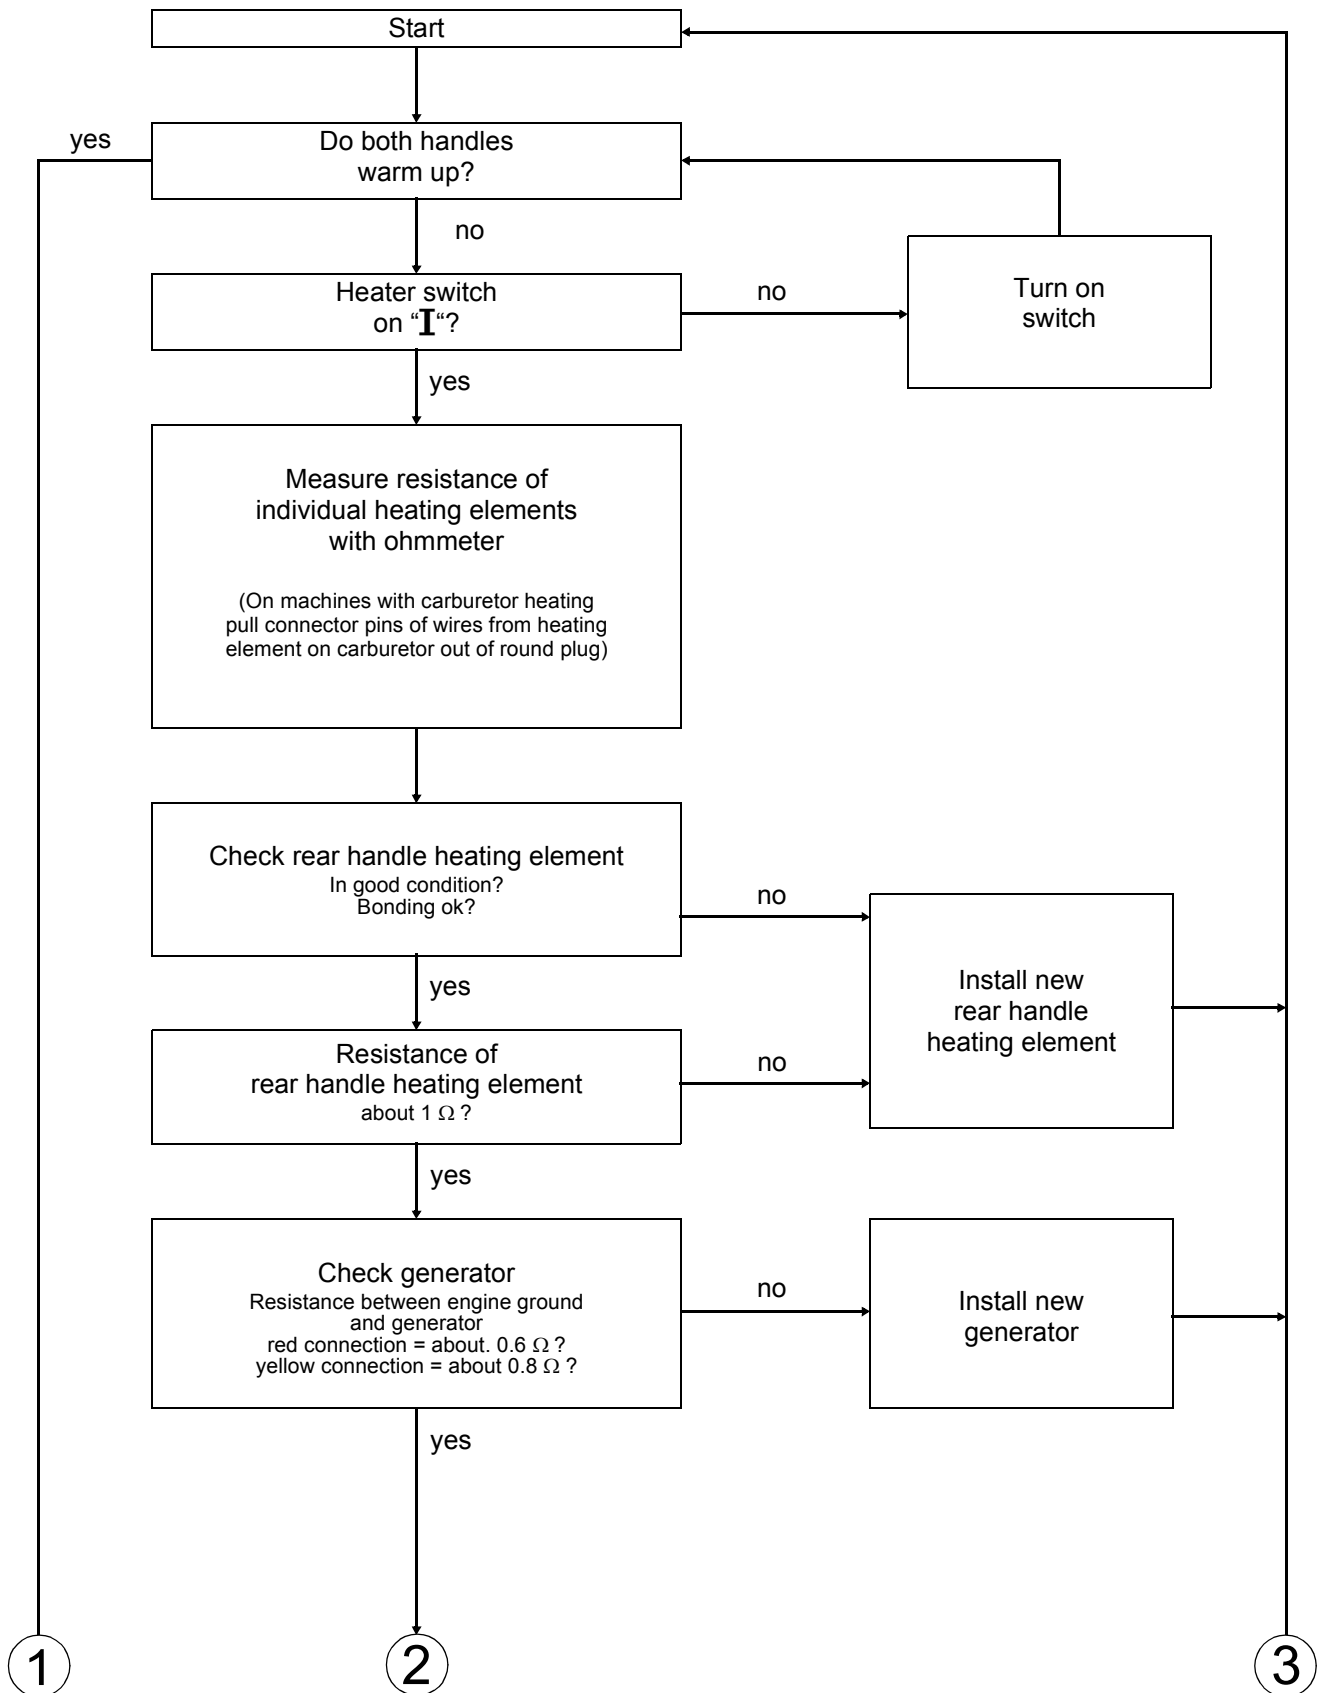 Start
yes
Do both handles
warm up?
no
Heater switch
on “I“?
no
Turn on
switch
yes
Measure resistance of
individual heating elements
with ohmmeter
(On machines with carburetor heating
pull connector pins of wires from heating
element on carburetor out of round plug)
Check rear handle heating element
In good condition?
Bonding ok?
no
Install new
rear handle
heating element
yes
Resistance of
rear handle heating element
about 1 Ω ?
no
yes
Check generator
Resistance between engine ground
and generator
red connection = about. 0.6 Ω ?
yellow connection = about 0.8 Ω ?
no
Install new
generator
yes
1
2
3